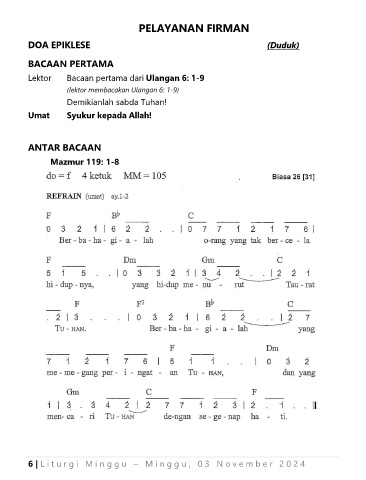 PELAYANAN FIRMAN
DOA EPIKLESE (Duduk)
BACAAN PERTAMA
Lektor Bacaan pertama dari Ulangan 6: 1-9
(lektor membacakan Ulangan 6: 1-9)
Demikianlah sabda Tuhan!
Umat Syukur kepada Allah!
ANTAR BACAAN
Mazmur 119: 1-8
do = f 4 ketuk MM = 105 Biasa 26 [31]
REFRAIN (umat) ay.1-2
F B♭ C
0 3 2 1 | 6 2 2 . . | 0 7 7 1 2 1 7 6 |
Ber - ba - ha - gi - a - lah o-rang yang tak ber - ce - la
F Dm Gm C
5 1 5 . . | 0 3 3 2 1 | 3 4 2 . . | 2 2 1
hi - dup - nya, yang hi-dup me - nu - rut Tau - rat
F F7 B♭ C
. 2 | 3 . . . 0 3 2 1 | 6 2 2 . . | 2 7
TU - HAN. Ber - ba - ha - gi - a - lah yang
F Dm
7 1 2 1 7 6 | 5 1 1 . . | 0 3 2
me - me - gang per - i - ngat - an TU - HAN, dan yang
Gm C F
1 | 3 . 3 4 2 | 2 7 7 1 2 3 | 2 . 1 . .
men - ca - ri TU - HAN de-ngan se - ge - nap ha - ti.
6 | Liturgi Minggu – Minggu, 03 November 2024